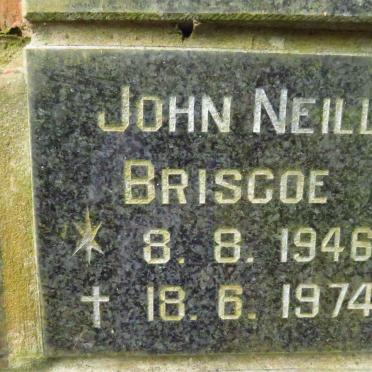 JOHN NEILL
BRISCOE
* 8. 8. 1946
† 18. 6. 1974